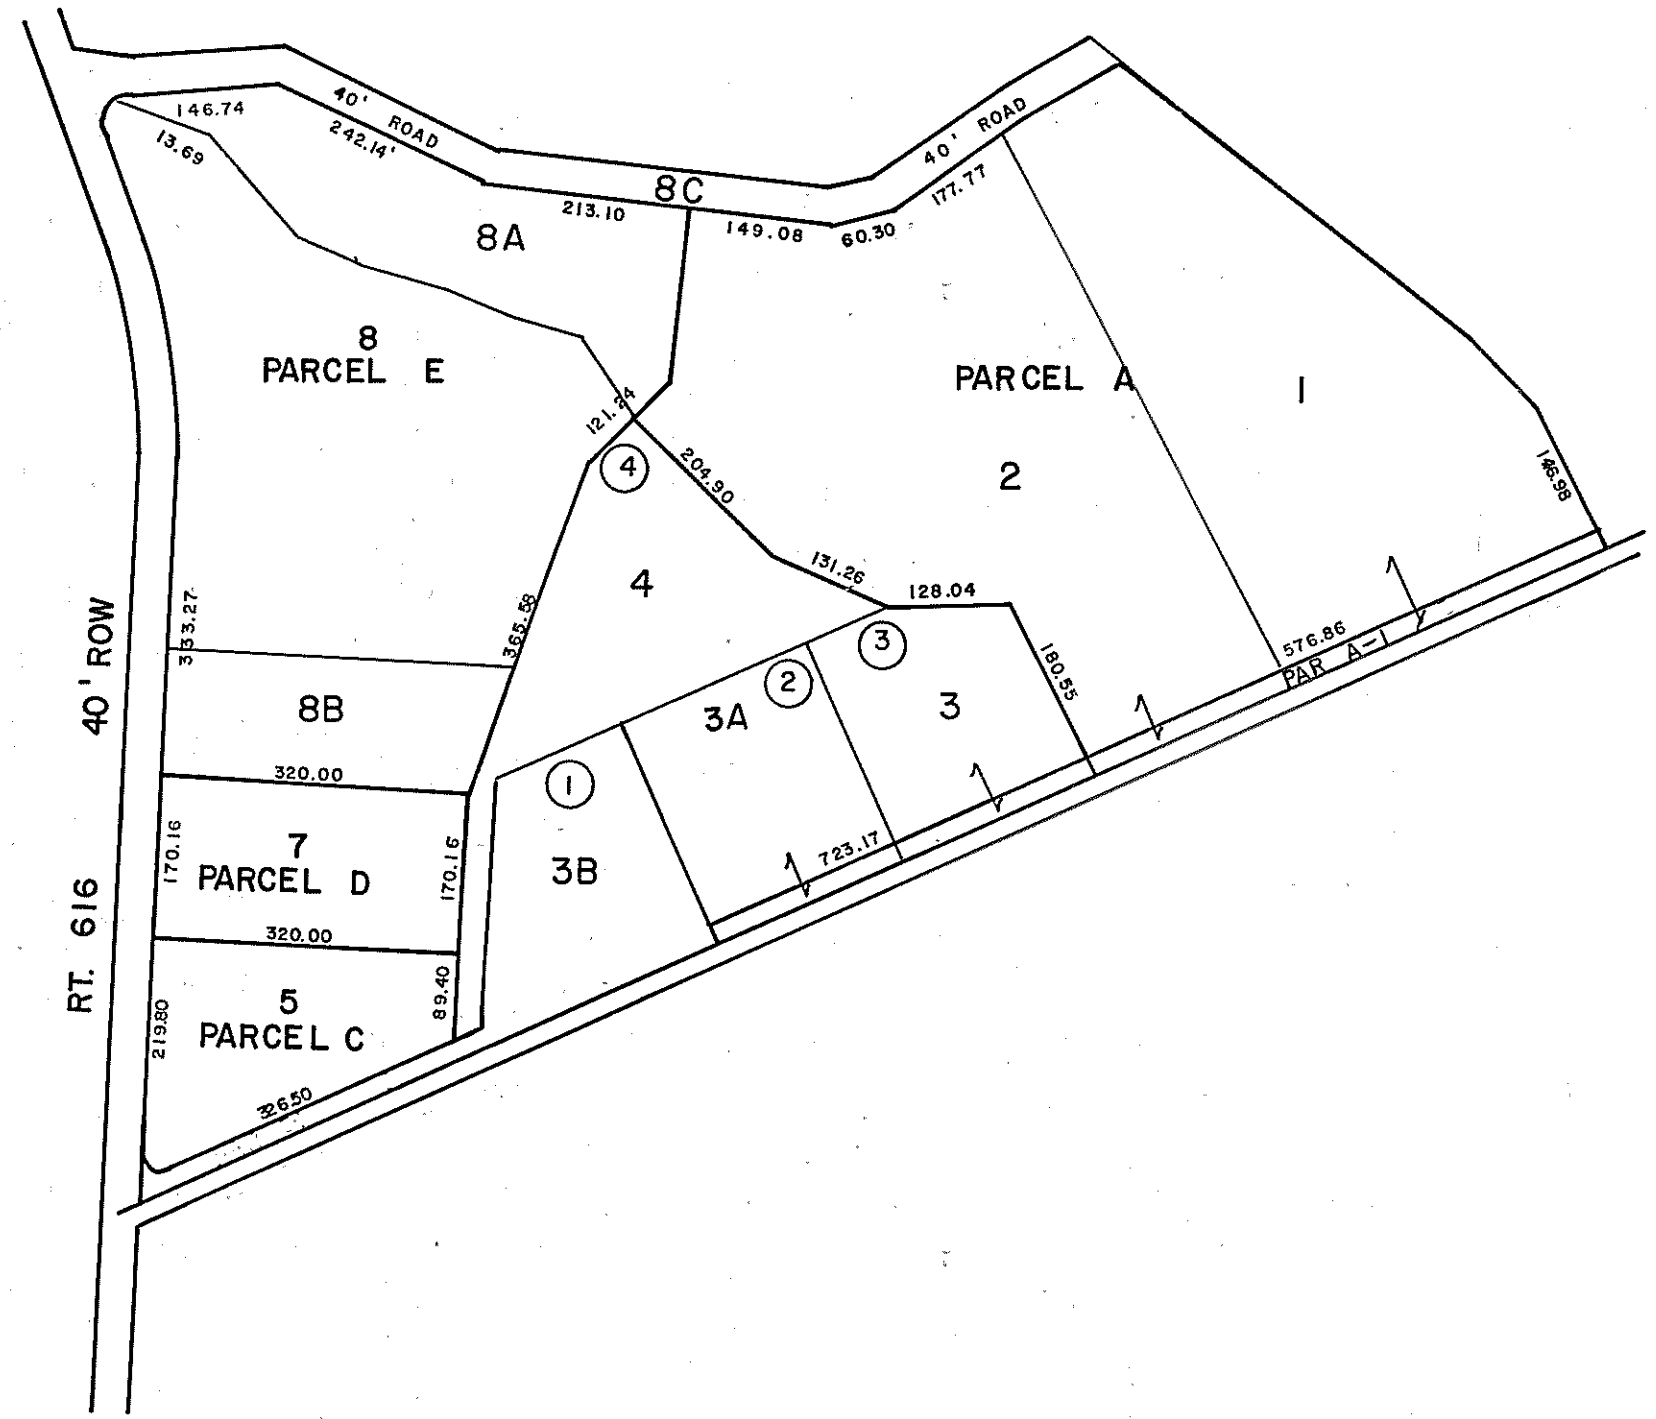 146.74
13.69
40' ROAD
242.14'
8C
213.10
8A
149.08
60.30
177.77
40' ROAD
8
PARCEL E
PARCEL A
1
2
121.24
4
204.90
146.98
131.26
128.04
4
3
365.58
333.27
180.55
576.86
PAR A-1
2
3A
3
8B
320.00
1
723.17
3B
170.16
7
PARCEL D
170.16
320.00
89.40
5
PARCEL C
219.80
326.50
RT. 616 40' ROW